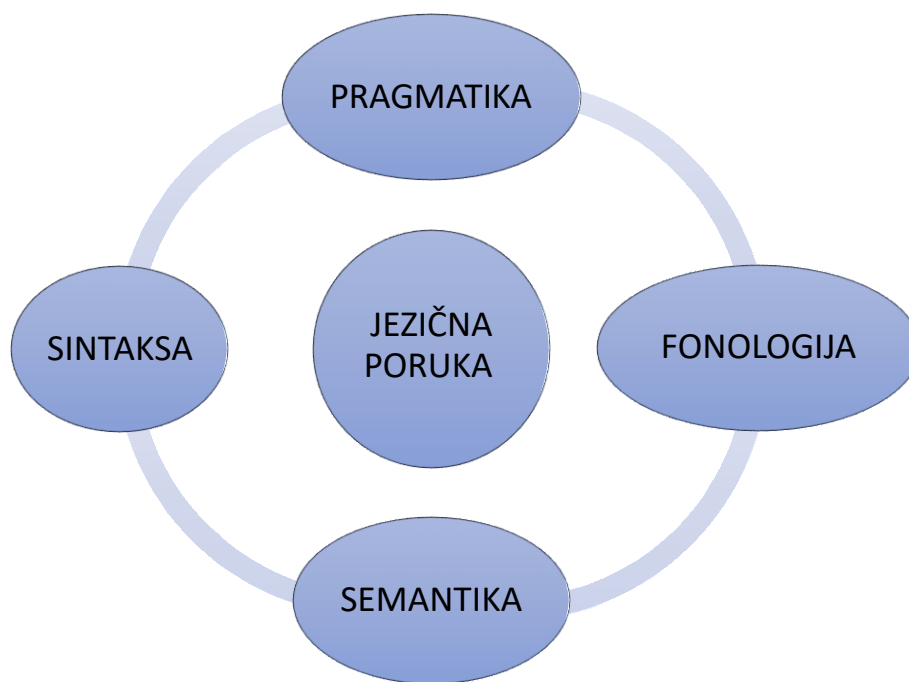 PRAGMATIKA
SINTAKSA
JEZIČNA
PORUKA
FONOLOGIJA
SEMANTIKA